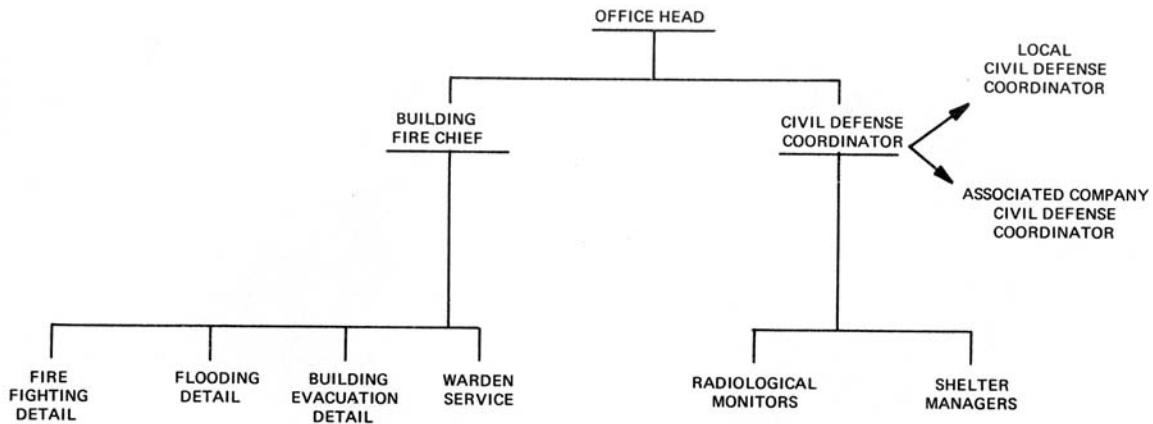 OFFICE HEAD
LOCAL
CIVIL DEFENSE
COORDINATOR
BUILDING
FIRE CHIEF
CIVIL DEFENSE
COORDINATOR
ASSOCIATED COMPANY
CIVIL DEFENSE
COORDINATOR
FIRE
FIGHTING
DETAIL
FLOODING
DETAIL
BUILDING
EVACUATION
DETAIL
WARDEN
SERVICE
RADIOLOGICAL
MONITORS
SHELTER
MANAGERS